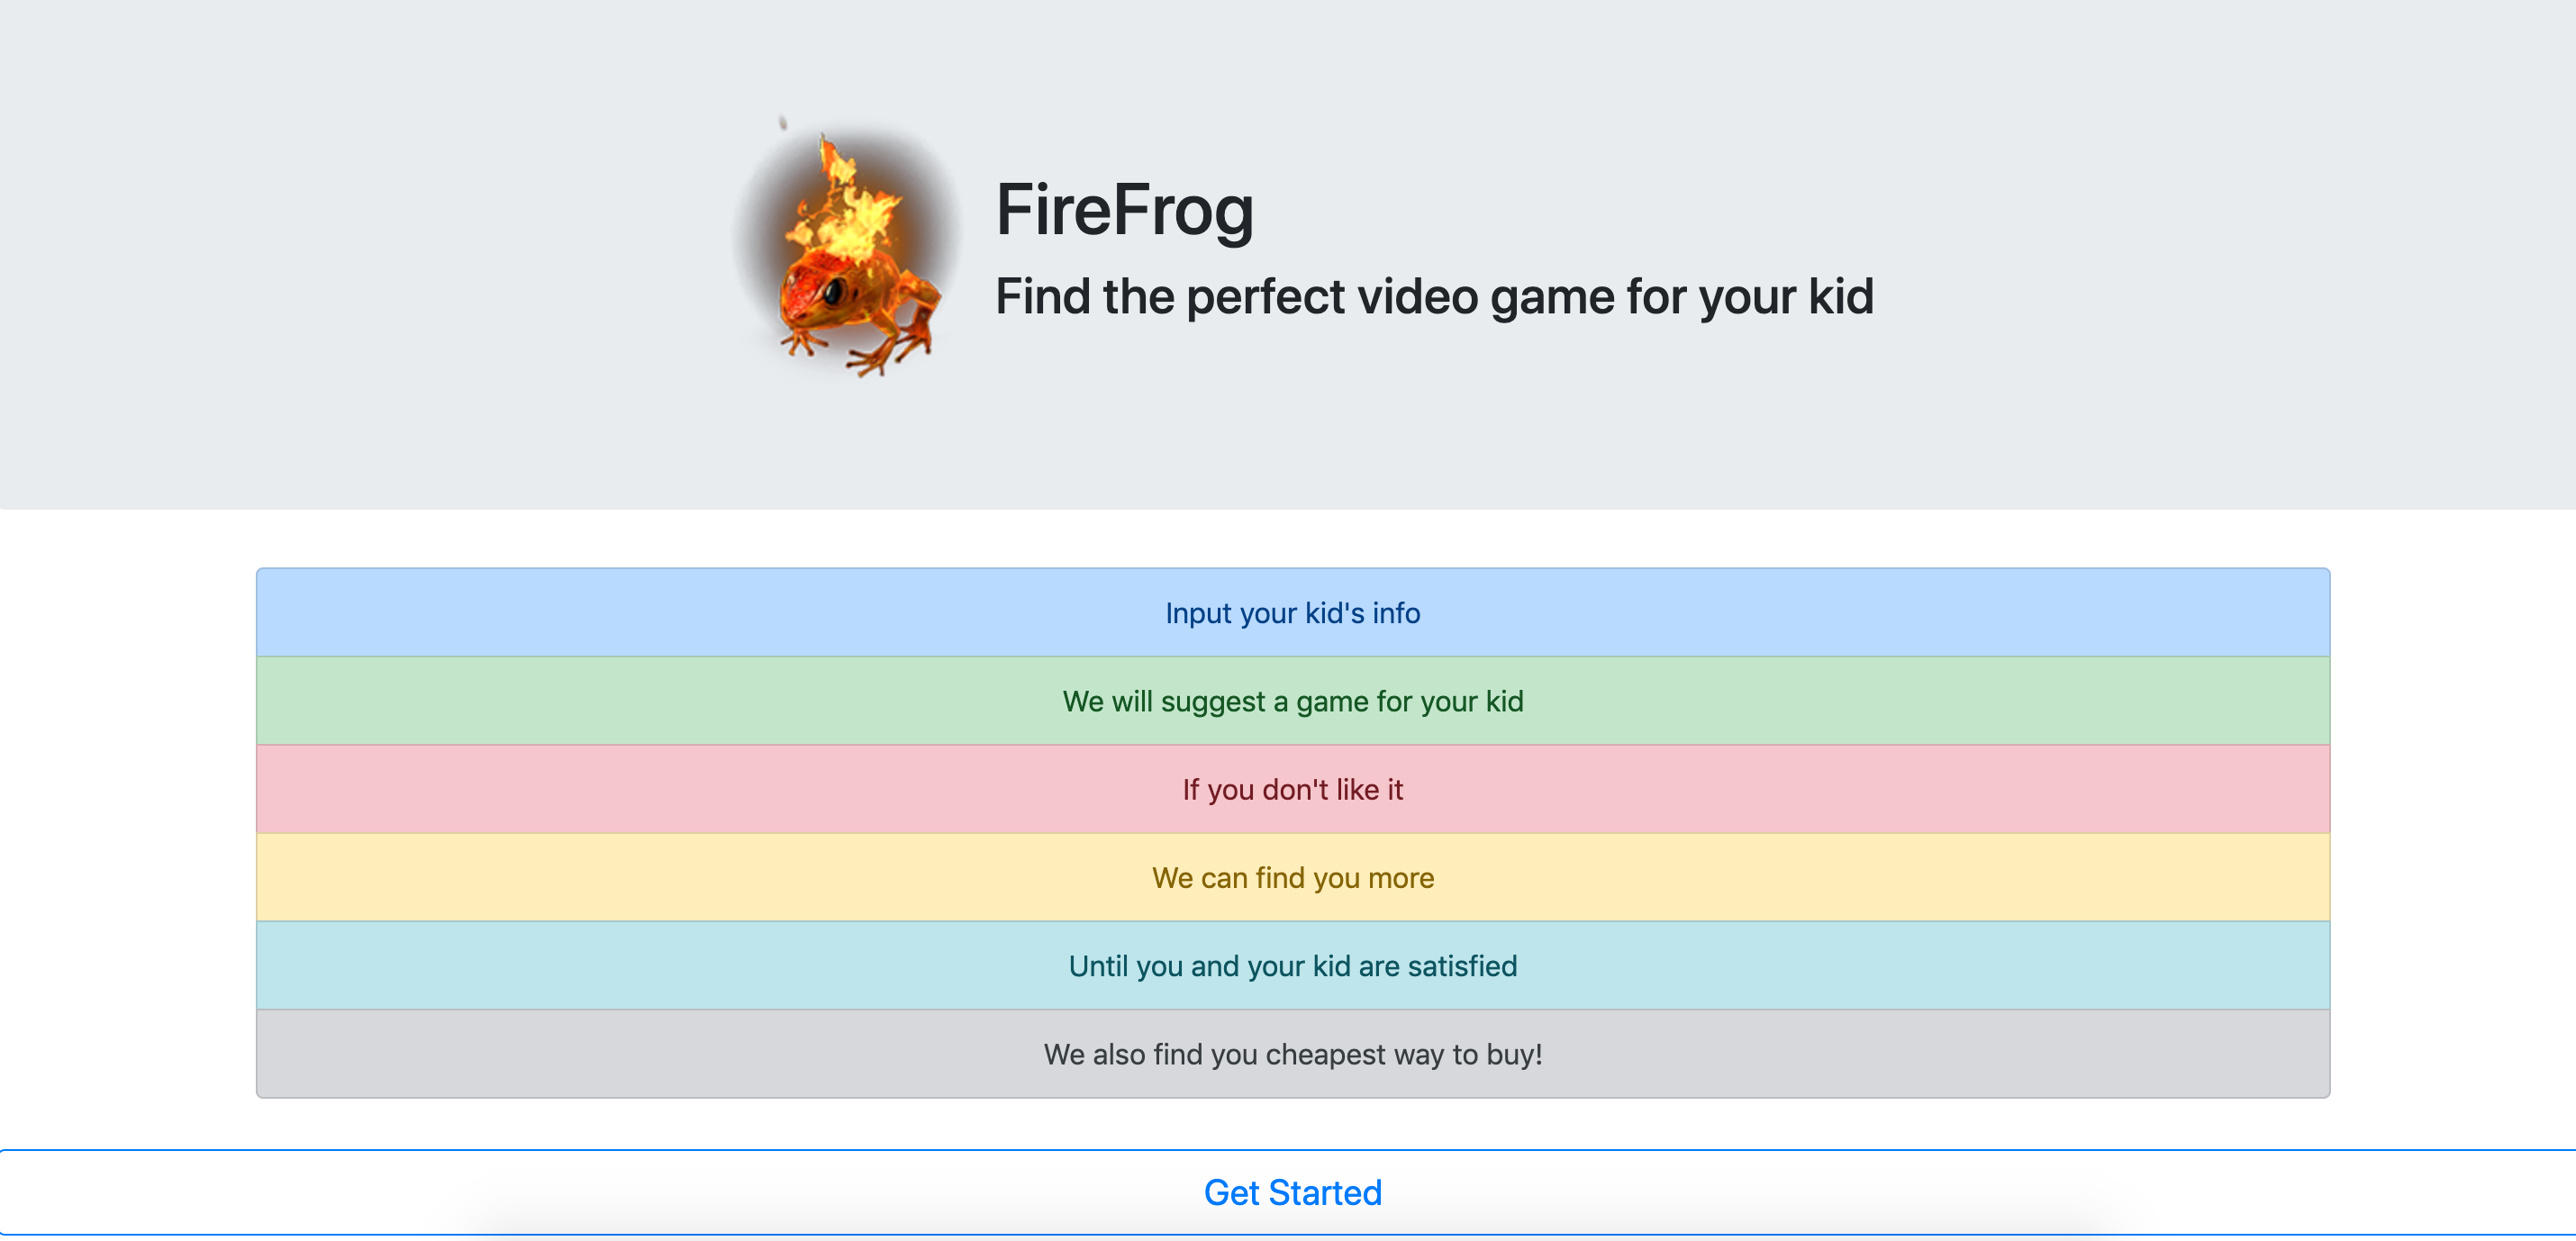 FireFrog
Find the perfect video game for your kid
Input your kid's info
We will suggest a game for your kid
If you don't like it
We can find you more
Until you and your kid are satisfied
We also find you cheapest way to buy!
Get Started